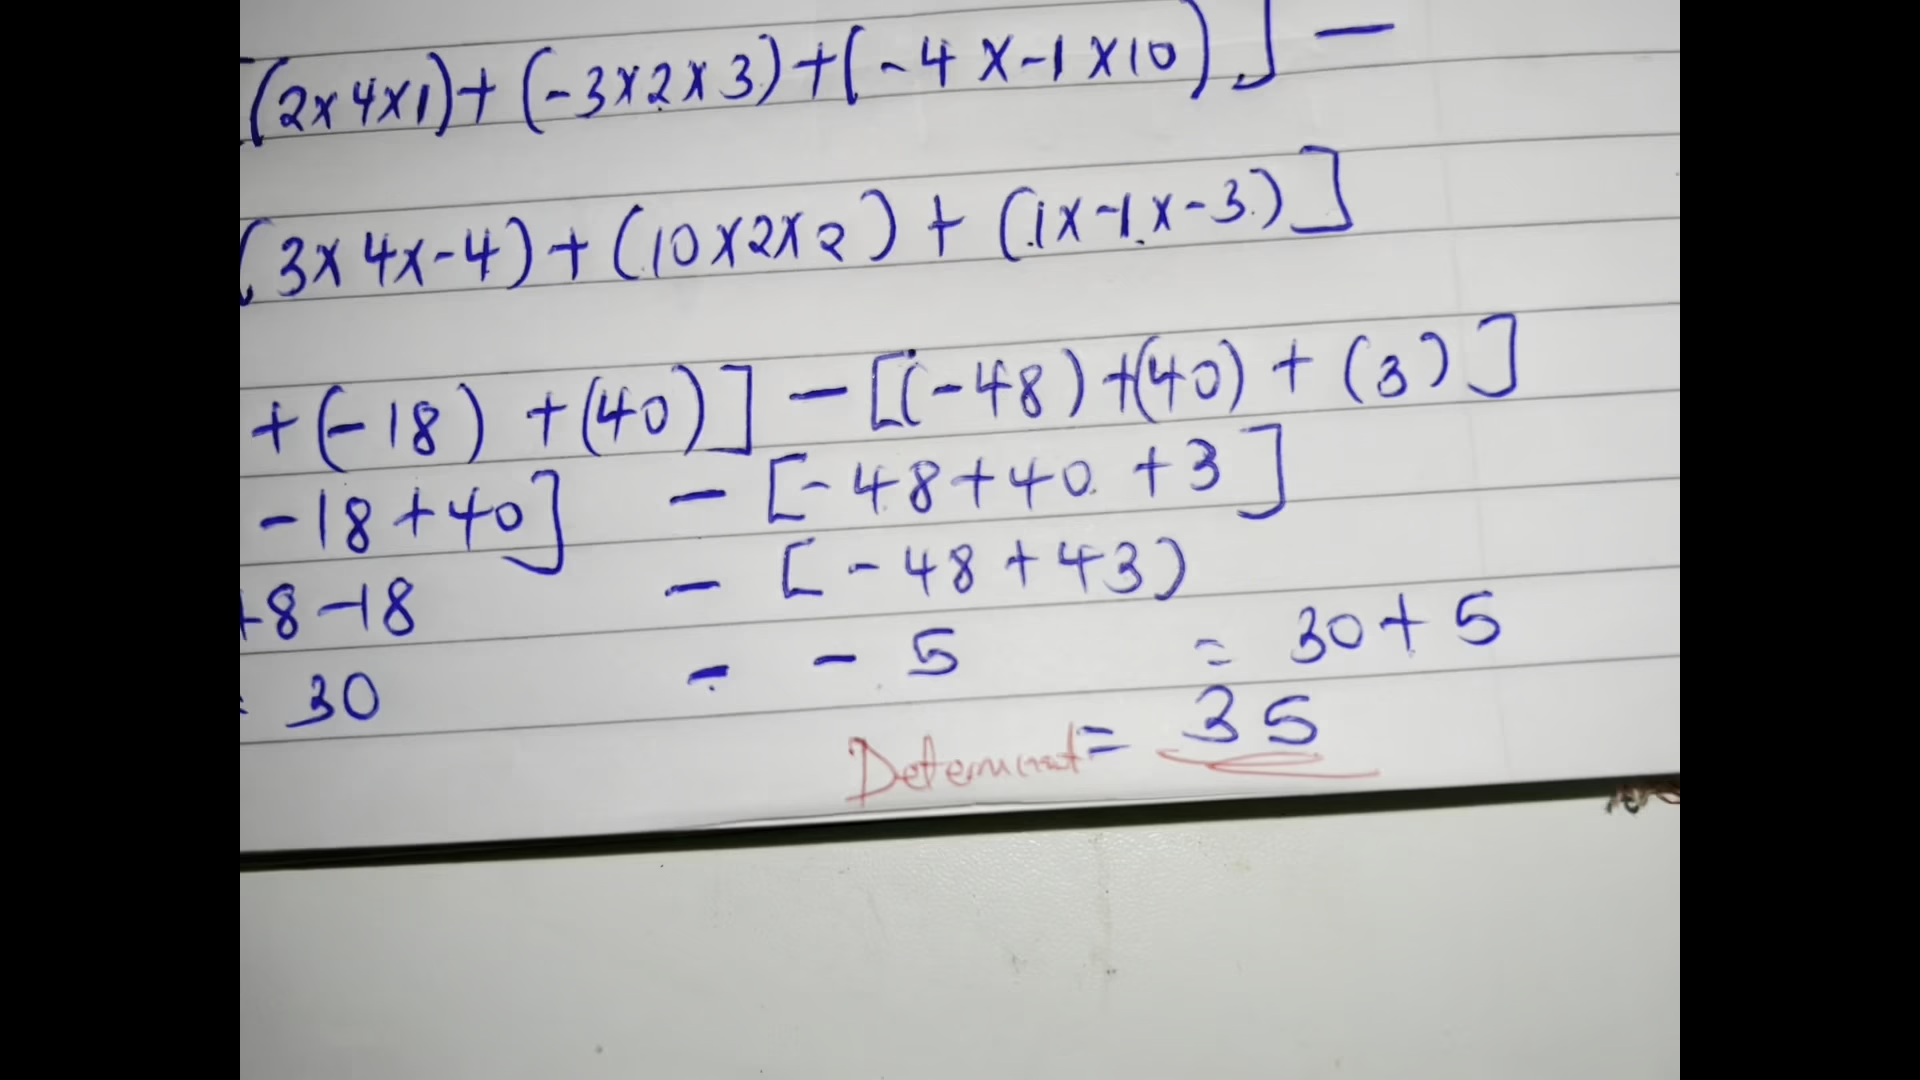 [(2x4x1)+(-3x2x3)+(-4x-1x10)] -
(3x4x-4)+(10x2x2)+(1x-1x-3)]
+(-18)+(40)] - [(-48)+(40)+(3)]
-18+40] - [-48+40+3]
+8-18 - [-48+43)
= 30 - - 5 = 30+5
Determinant = 35